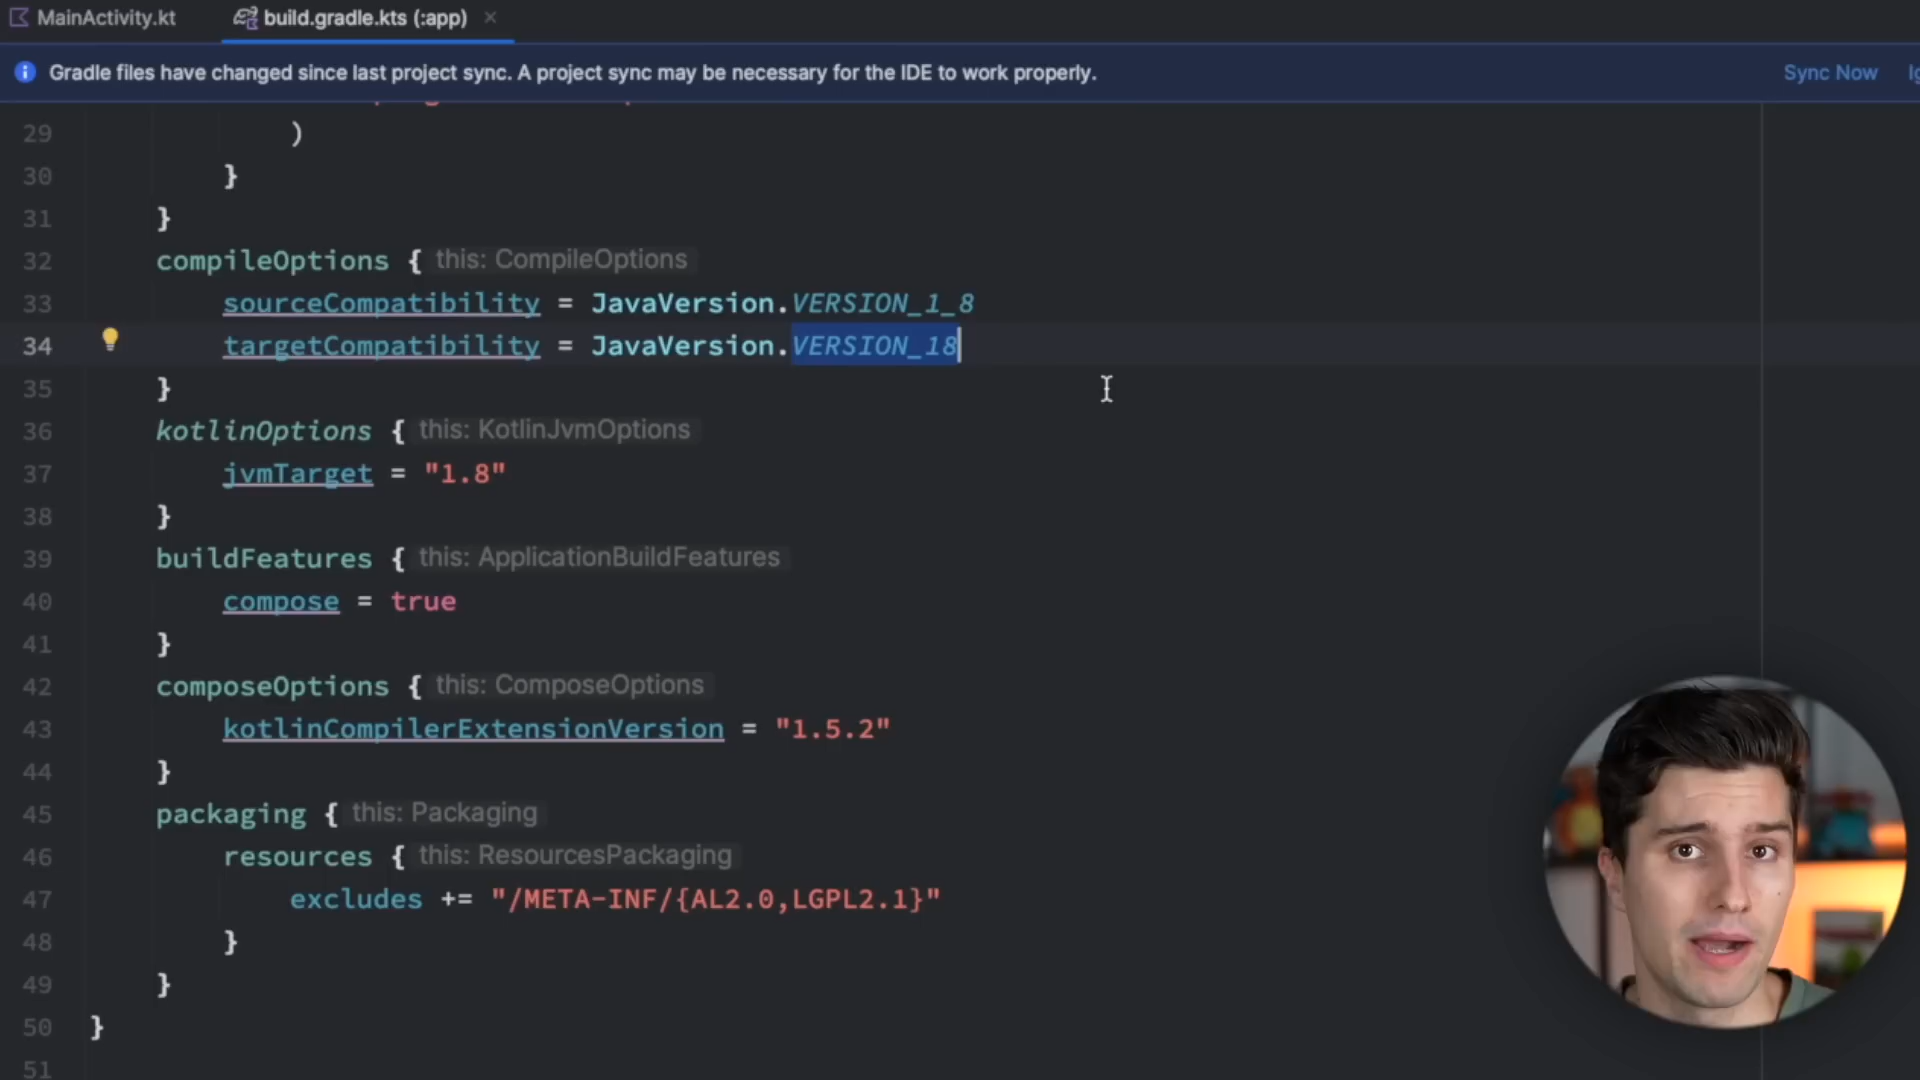 MainActivity.kt
build.gradle.kts (:app)
Gradle files have changed since last project sync. A project sync may be necessary for the IDE to work properly.
Sync Now
29 )
30 }
31 }
32 compileOptions { this: CompileOptions
33 sourceCompatibility = JavaVersion.VERSION_1_8
34 targetCompatibility = JavaVersion.VERSION_18
35 }
36 kotlinOptions { this: KotlinJvmOptions
37 jvmTarget = "1.8"
38 }
39 buildFeatures { this: ApplicationBuildFeatures
40 compose = true
41 }
42 composeOptions { this: ComposeOptions
43 kotlinCompilerExtensionVersion = "1.5.2"
44 }
45 packaging { this: Packaging
46 resources { this: ResourcesPackaging
47 excludes += "/META-INF/{AL2.0,LGPL2.1}"
48 }
49 }
50 }
51